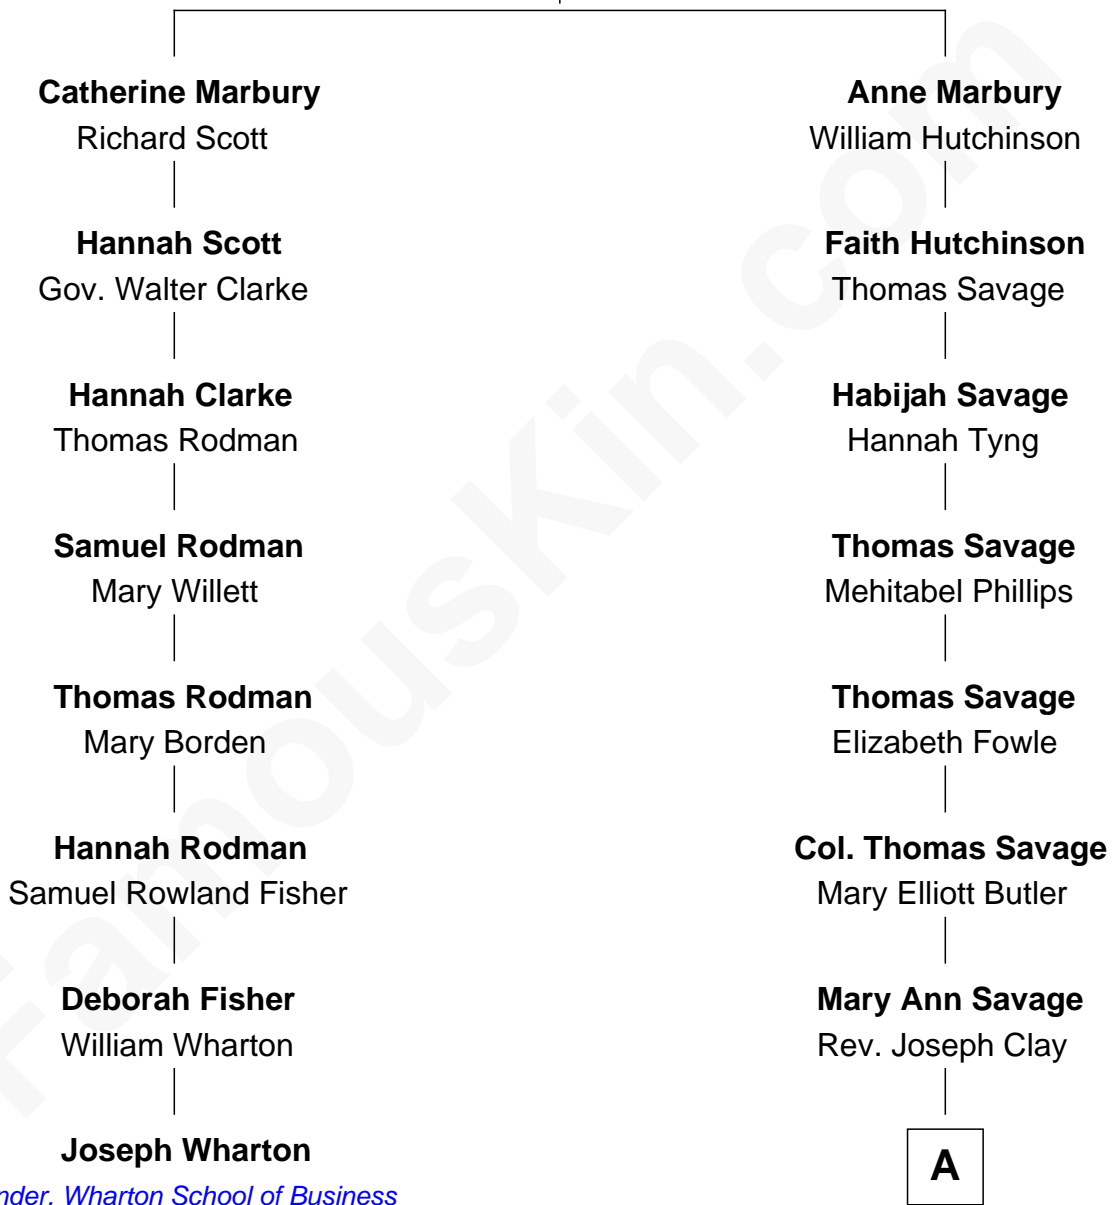 Catherine Marbury
Richard Scott
Hannah Scott
Gov. Walter Clarke
Hannah Clarke
Thomas Rodman
Samuel Rodman
Mary Willett
Thomas Rodman
Mary Borden
Hannah Rodman
Samuel Rowland Fisher
Deborah Fisher
William Wharton
Joseph Wharton
nder, Wharton School of Business
Anne Marbury
William Hutchinson
Faith Hutchinson
Thomas Savage
Habijah Savage
Hannah Tyng
Thomas Savage
Mehitabel Phillips
Thomas Savage
Elizabeth Fowle
Col. Thomas Savage
Mary Elliott Butler
Mary Ann Savage
Rev. Joseph Clay
A
FamousKin.com